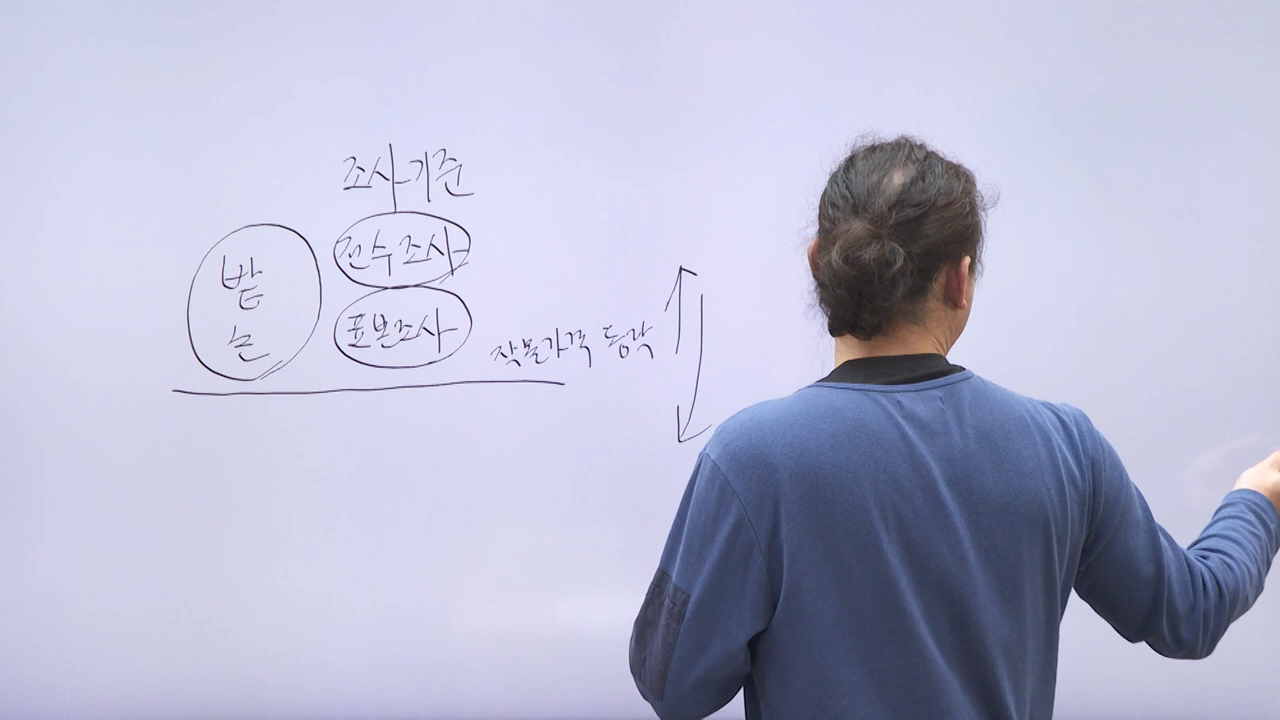 조사기준
밭
논
전수조사
표본조사
작물가격 등락